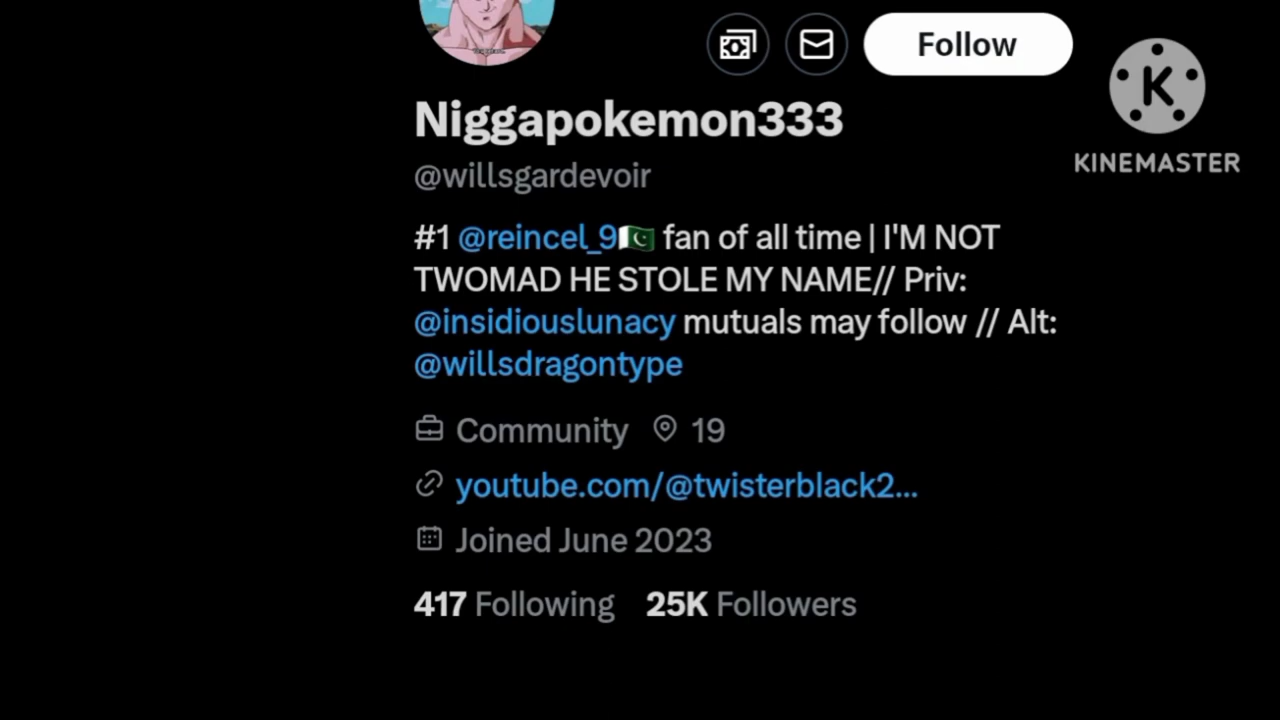 Follow
Niggapokemon333
@willsgardevoir
#1 @reincel_9🇵🇰 fan of all time | I'M NOT
TWOMAD HE STOLE MY NAME// Priv:
@insidiouslunacy mutuals may follow // Alt:
@willsdragontype
Community 19
youtube.com/@twisterblack2...
Joined June 2023
417 Following 25K Followers
K
KINEMASTER